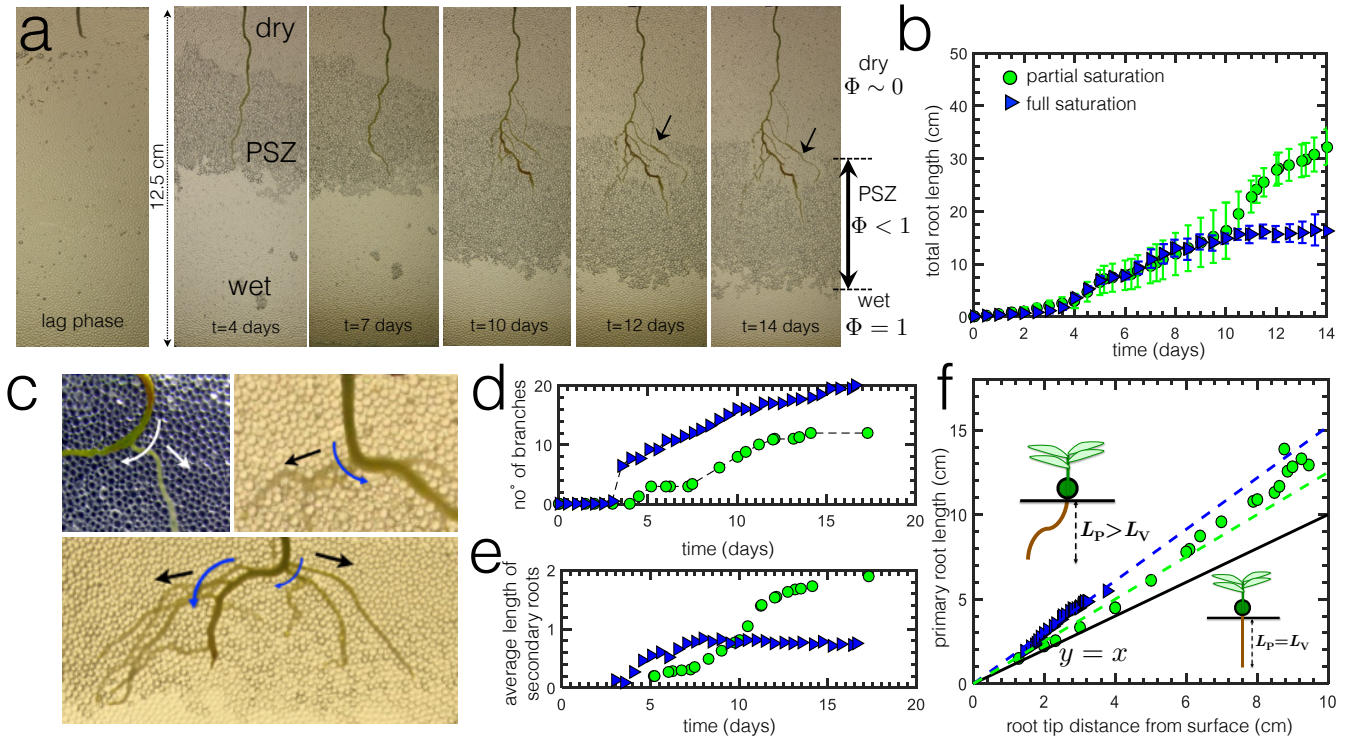 a
12.5 cm
lag phase
dry
PSZ
wet
t=4 days
t=7 days
t=10 days
t=12 days
t=14 days
dry
Φ ∼ 0
PSZ
Φ < 1
wet
Φ = 1
b
partial saturation
full saturation
total root length (cm)
50
40
30
20
10
0
0 2 4 6 8 10 12 14
time (days)
c
d
no° of branches
20
10
0
0 5 10 15 20
time (days)
e
average length of
secondary roots
2
1
0
0 5 10 15 20
time (days)
f
primary root length (cm)
15
10
5
0
L_P>L_V
L_P=L_V
y = x
0 2 4 6 8 10
root tip distance from surface (cm)